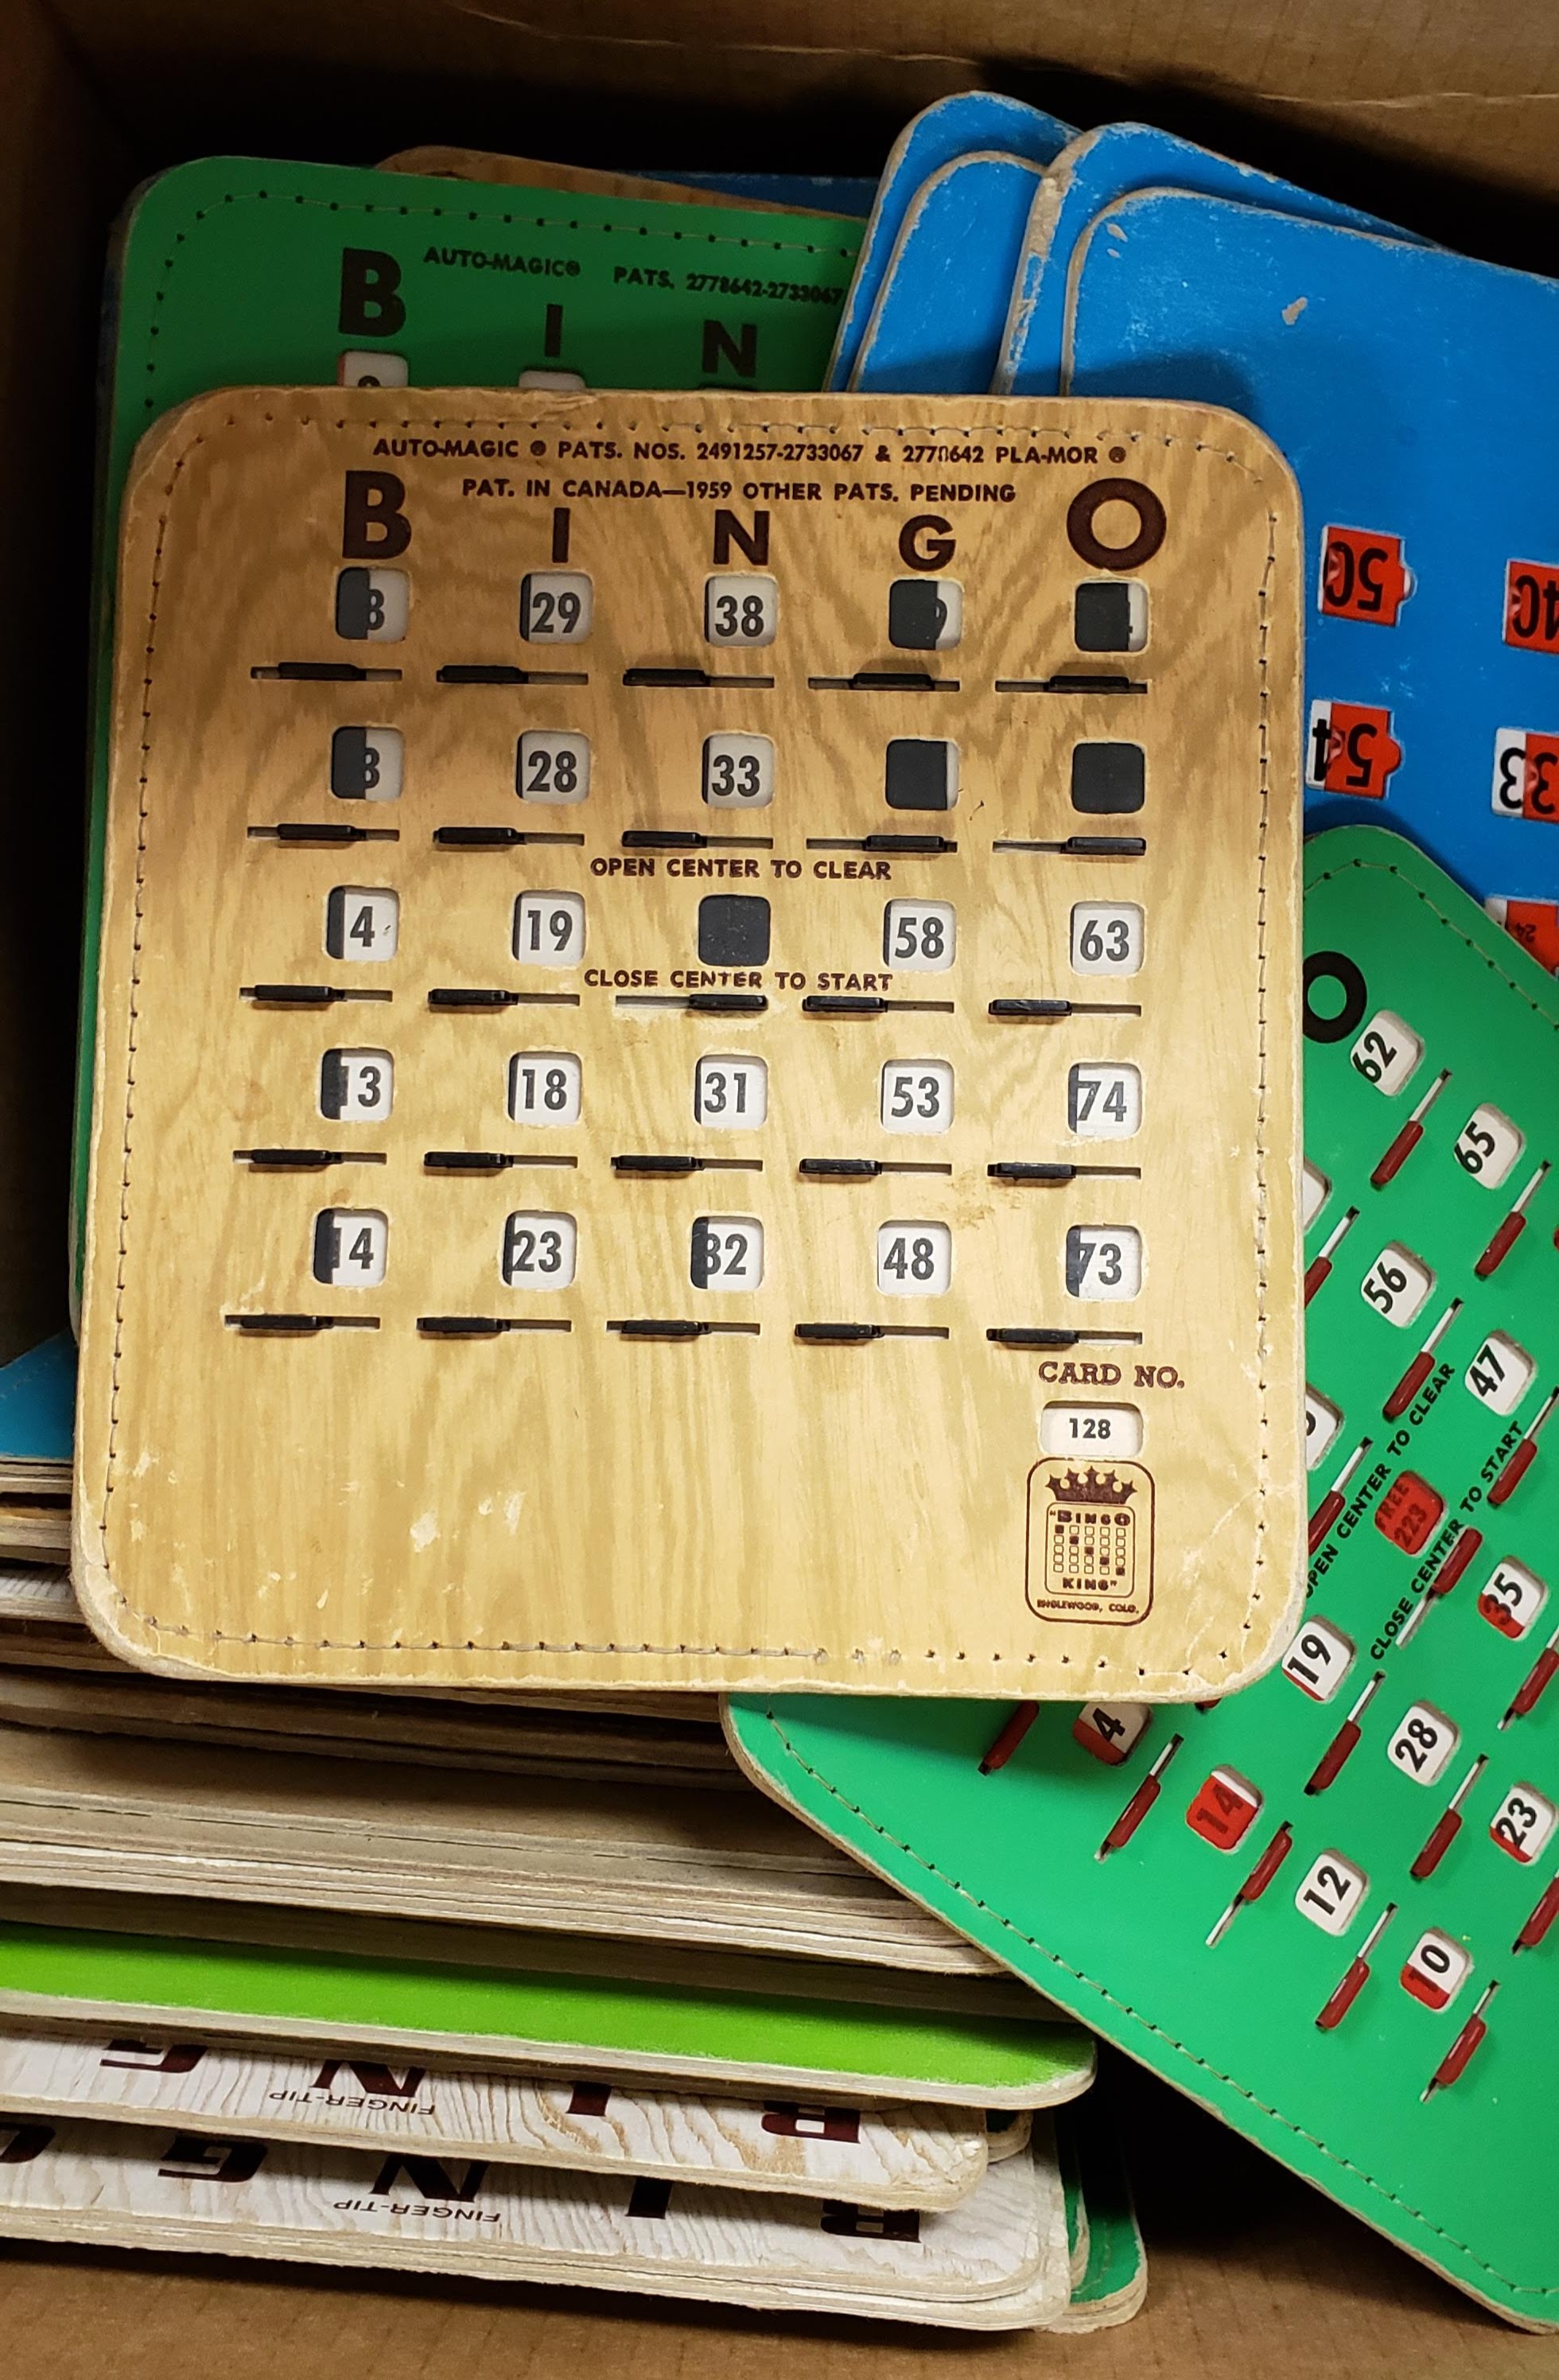 B AUTO-MAGIC® PATS. 2778642-2733067
I N
AUTO-MAGIC ® PATS. NOS. 2491257-2733067 & 2778642 PLA-MOR ®
PAT. IN CANADA—1959 OTHER PATS. PENDING
B I N G O
29 38
28 33
OPEN CENTER TO CLEAR
4 19 58 63
CLOSE CENTER TO START
13 18 31 53 74
14 23 32 48 73
CARD NO.
128
"BINGO
KING"
ENGLEWOOD, COLO.
50
54
O
62
65
56
47
OPEN CENTER TO CLEAR
FREE
223
CLOSE CENTER TO START
35
19
28
23
4
14
12
10
B I N G
FINGER-TIP
B I N G O
FINGER-TIP